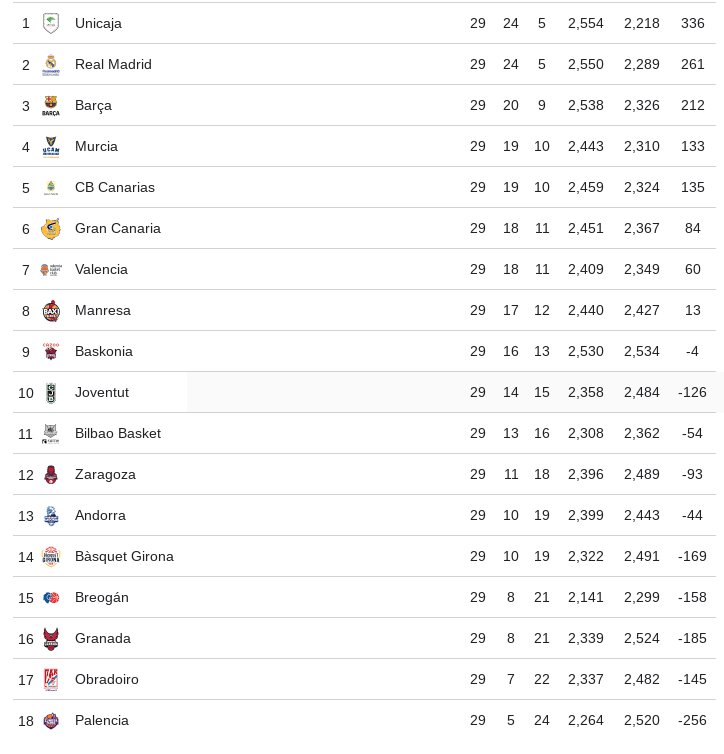 1 Unicaja 29 24 5 2,554 2,218 336
2 Real Madrid 29 24 5 2,550 2,289 261
3 BARÇA Barça 29 20 9 2,538 2,326 212
4 UCAM Murcia 29 19 10 2,443 2,310 133
5 CB Canarias 29 19 10 2,459 2,324 135
6 Gran Canaria 29 18 11 2,451 2,367 84
7 Valencia 29 18 11 2,409 2,349 60
8 BAXI Manresa 29 17 12 2,440 2,427 13
9 Baskonia 29 16 13 2,530 2,534 -4
10 Joventut 29 14 15 2,358 2,484 -126
11 Bilbao Basket 29 13 16 2,308 2,362 -54
12 Zaragoza 29 11 18 2,396 2,489 -93
13 Andorra 29 10 19 2,399 2,443 -44
14 GIRONA Bàsquet Girona 29 10 19 2,322 2,491 -169
15 Breogán 29 8 21 2,141 2,299 -158
16 Granada 29 8 21 2,339 2,524 -185
17 Obradoiro 29 7 22 2,337 2,482 -145
18 Palencia 29 5 24 2,264 2,520 -256